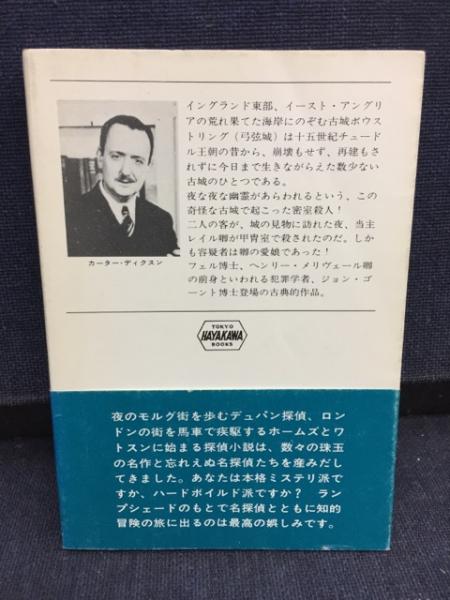 イングランド東部、イースト・アングリ
アの荒れ果てた海岸にのぞむ古城ボウス
トリング（弓弦城）は十五世紀チュード
ル王朝の昔から、崩壊もせず、再建もさ
れずに今日まで生きながらえた数少ない
古城のひとつである。
夜な夜な幽霊があらわれるという、この
奇怪な古城で起こった密室殺人！
二人の客が、城の見物に訪れた夜、当主
レイル卿が甲冑室で殺されたのだ。しか
も容疑者は卿の愛娘であった！
フェル博士、ヘンリー・メリヴェール卿
の前身といわれる犯罪学者、ジョン・ゴ
ーント博士登場の古典的作品。
カーター・ディクスン
TOKYO
HAYAKAWA
BOOKS
夜のモルグ街を歩むデュパン探偵、ロン
ドンの街を馬車で疾駆するホームズとワ
トスンに始まる探偵小説は、数々の珠玉
の名作と忘れえぬ名探偵たちを産みだし
てきました。あなたは本格ミステリ派で
すか、ハードボイルド派ですか？　ラン
プシェードのもとで名探偵とともに知的
冒険の旅に出るのは最高の娯しみです。